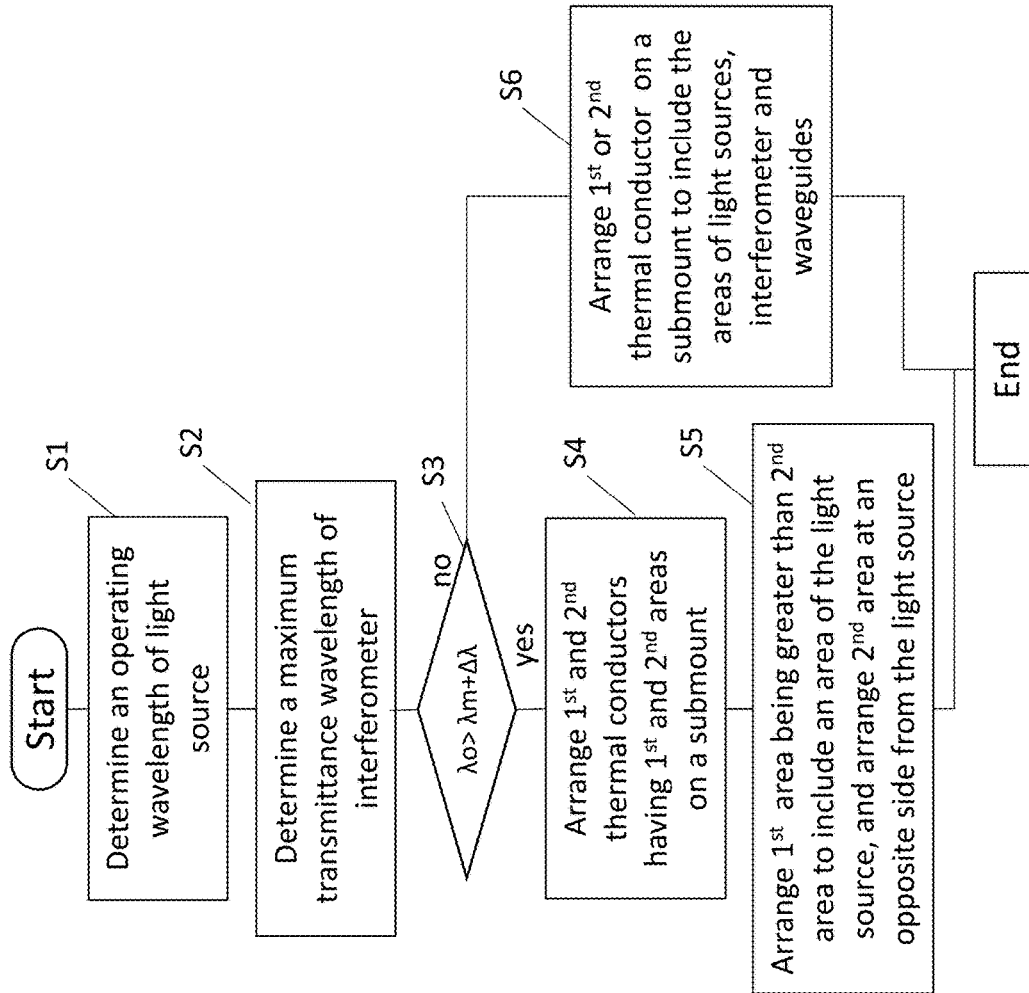 Start
S1
Determine an operating
wavelength of light
source
S2
Determine a maximum
transmittance wavelength of
interferometer
S3
λo> λm+Δλ
no
yes
S4
Arrange 1st and 2nd
thermal conductors
having 1st and 2nd areas
on a submount
S5
Arrange 1st area being greater than 2nd
area to include an area of the light
source, and arrange 2nd area at an
opposite side from the light source
S6
Arrange 1st or 2nd
thermal conductor on a
submount to include the
areas of light sources,
interferometer and
waveguides
End